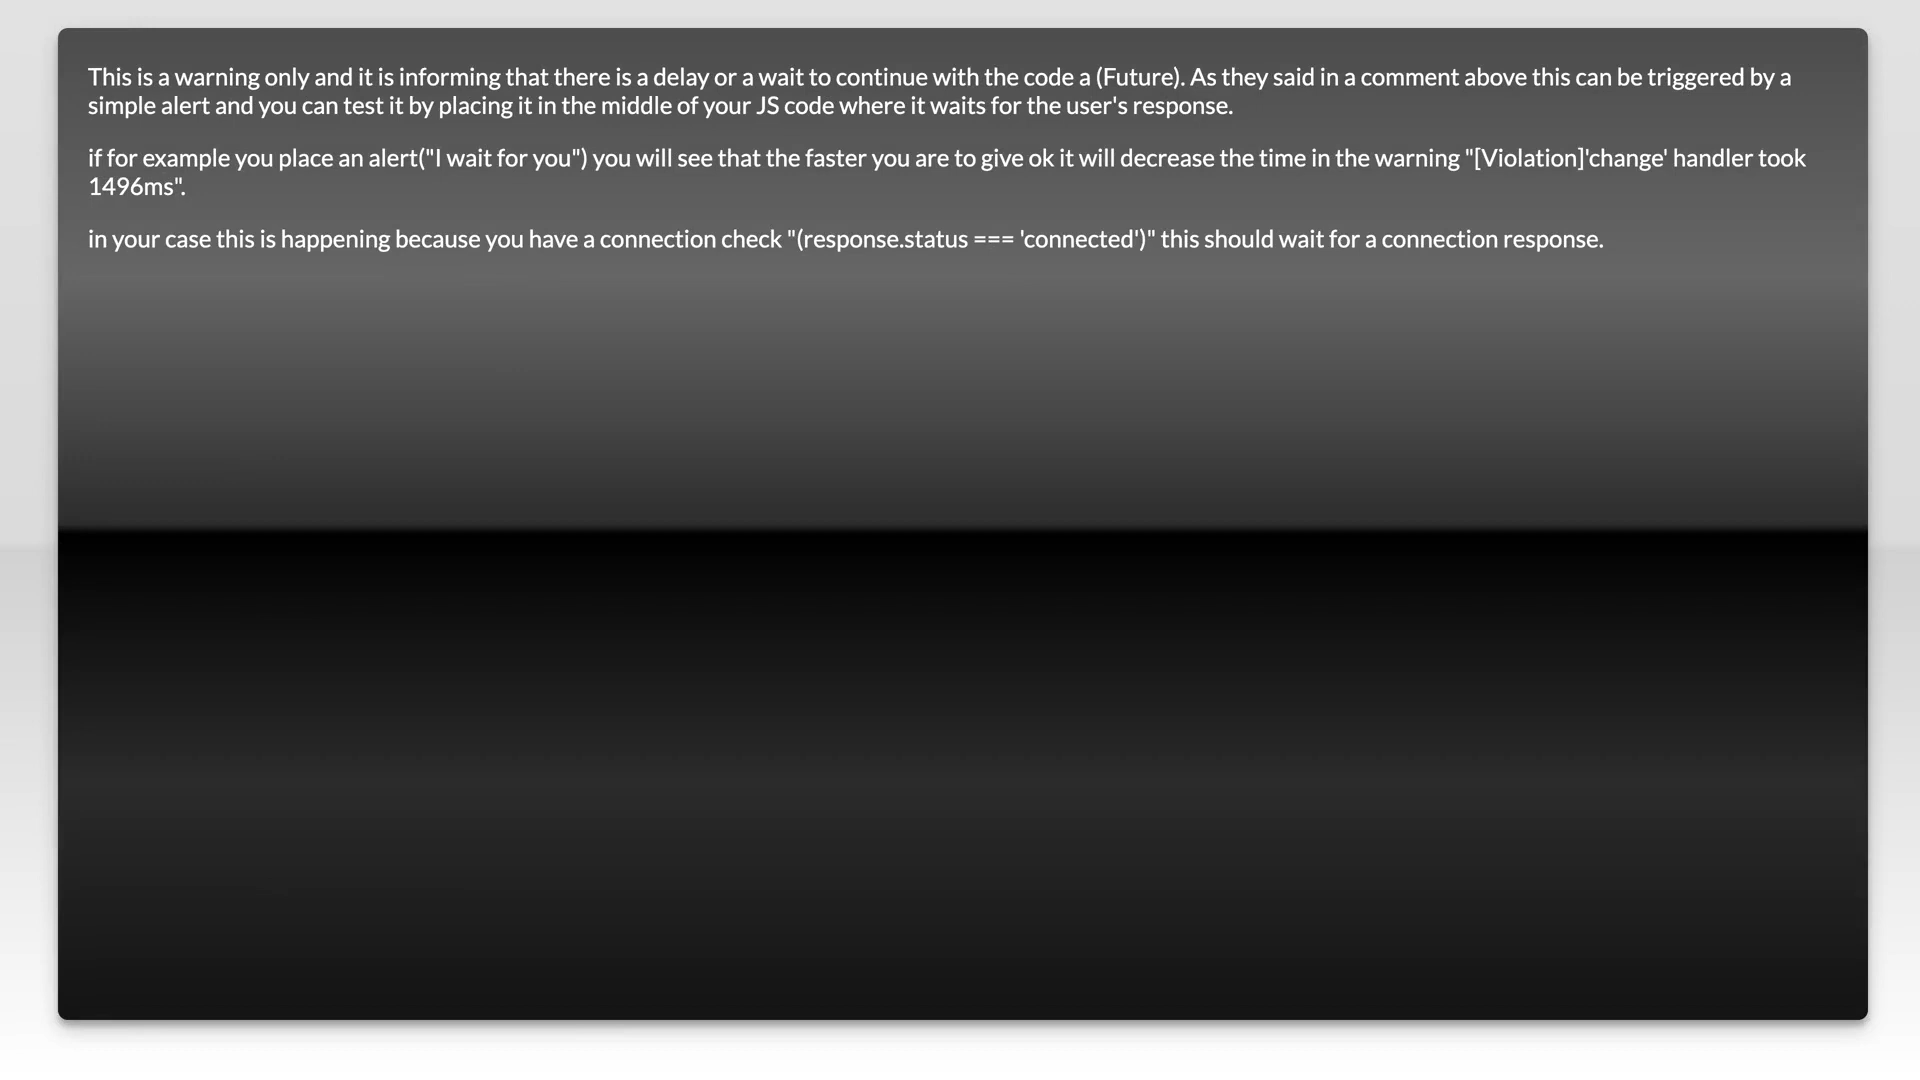 This is a warning only and it is informing that there is a delay or a wait to continue with the code a (Future). As they said in a comment above this can be triggered by a
simple alert and you can test it by placing it in the middle of your JS code where it waits for the user's response.
if for example you place an alert("I wait for you") you will see that the faster you are to give ok it will decrease the time in the warning "[Violation]'change' handler took
1496ms".
in your case this is happening because you have a connection check "(response.status === 'connected')" this should wait for a connection response.